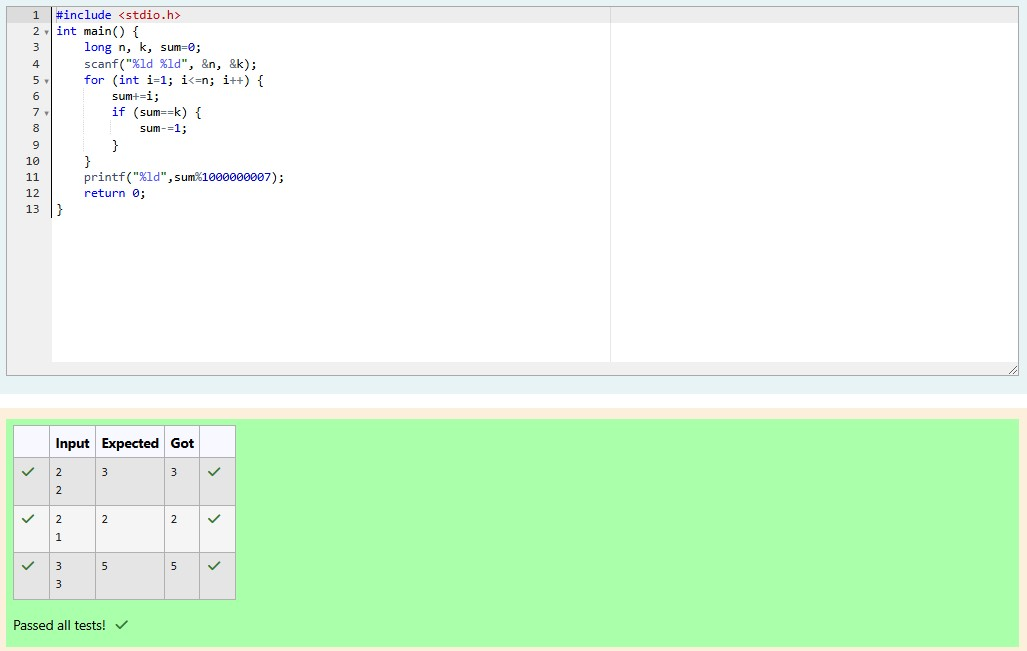 1 #include <stdio.h>
2 int main() {
3 long n, k, sum=0;
4 scanf("%ld %ld", &n, &k);
5 for (int i=1; i<=n; i++) {
6 sum+=i;
7 if (sum==k) {
8 sum-=1;
9 }
10 }
11 printf("%ld",sum%1000000007);
12 return 0;
13 }
Input Expected Got
2 3 3
2
2 2 2
1
3 5 5
3
Passed all tests!